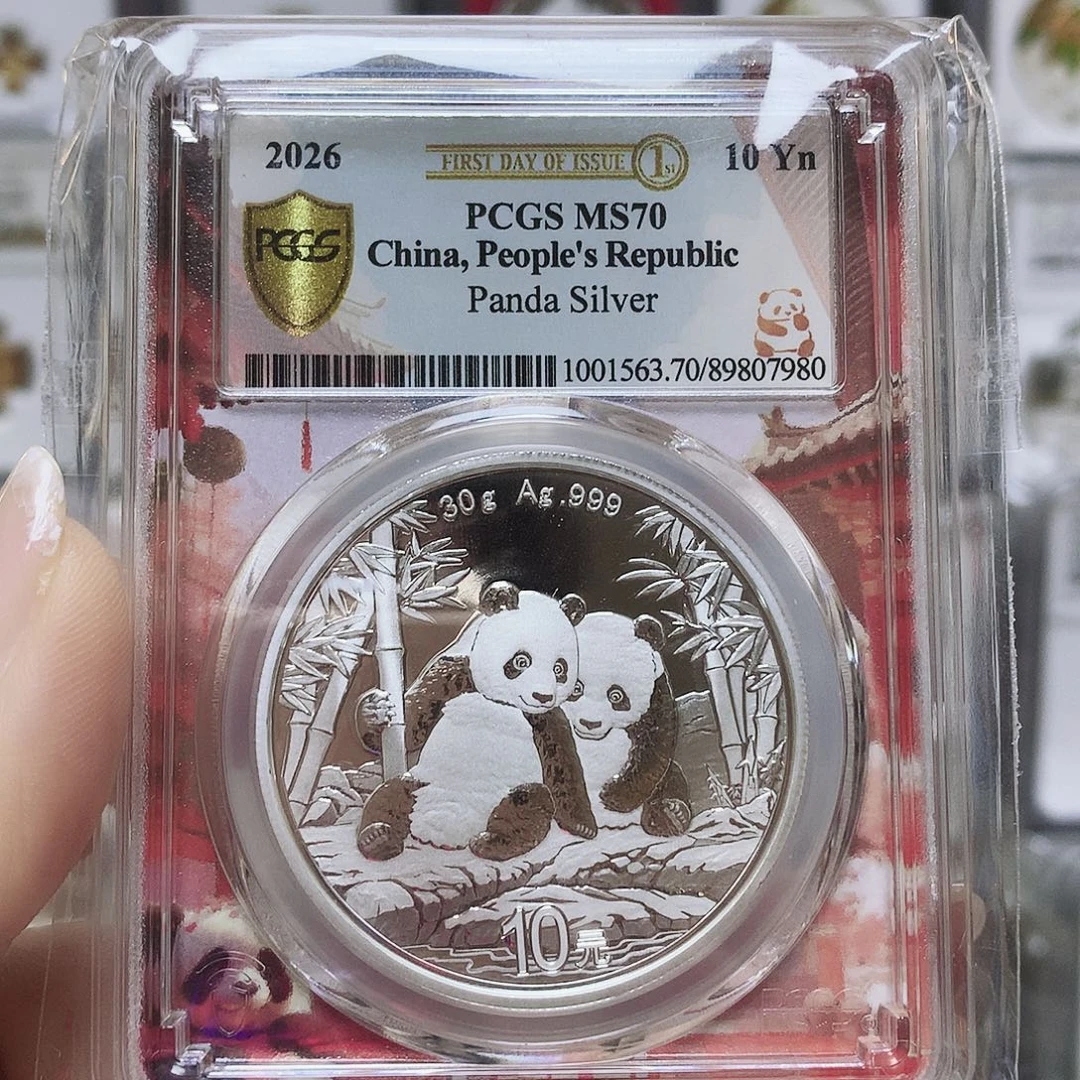 2026
FIRST DAY OF ISSUE 1st
10 Yn
PCGS
PCGS MS70
China, People's Republic
Panda Silver
1001563.70/89807980
30g Ag.999
10元